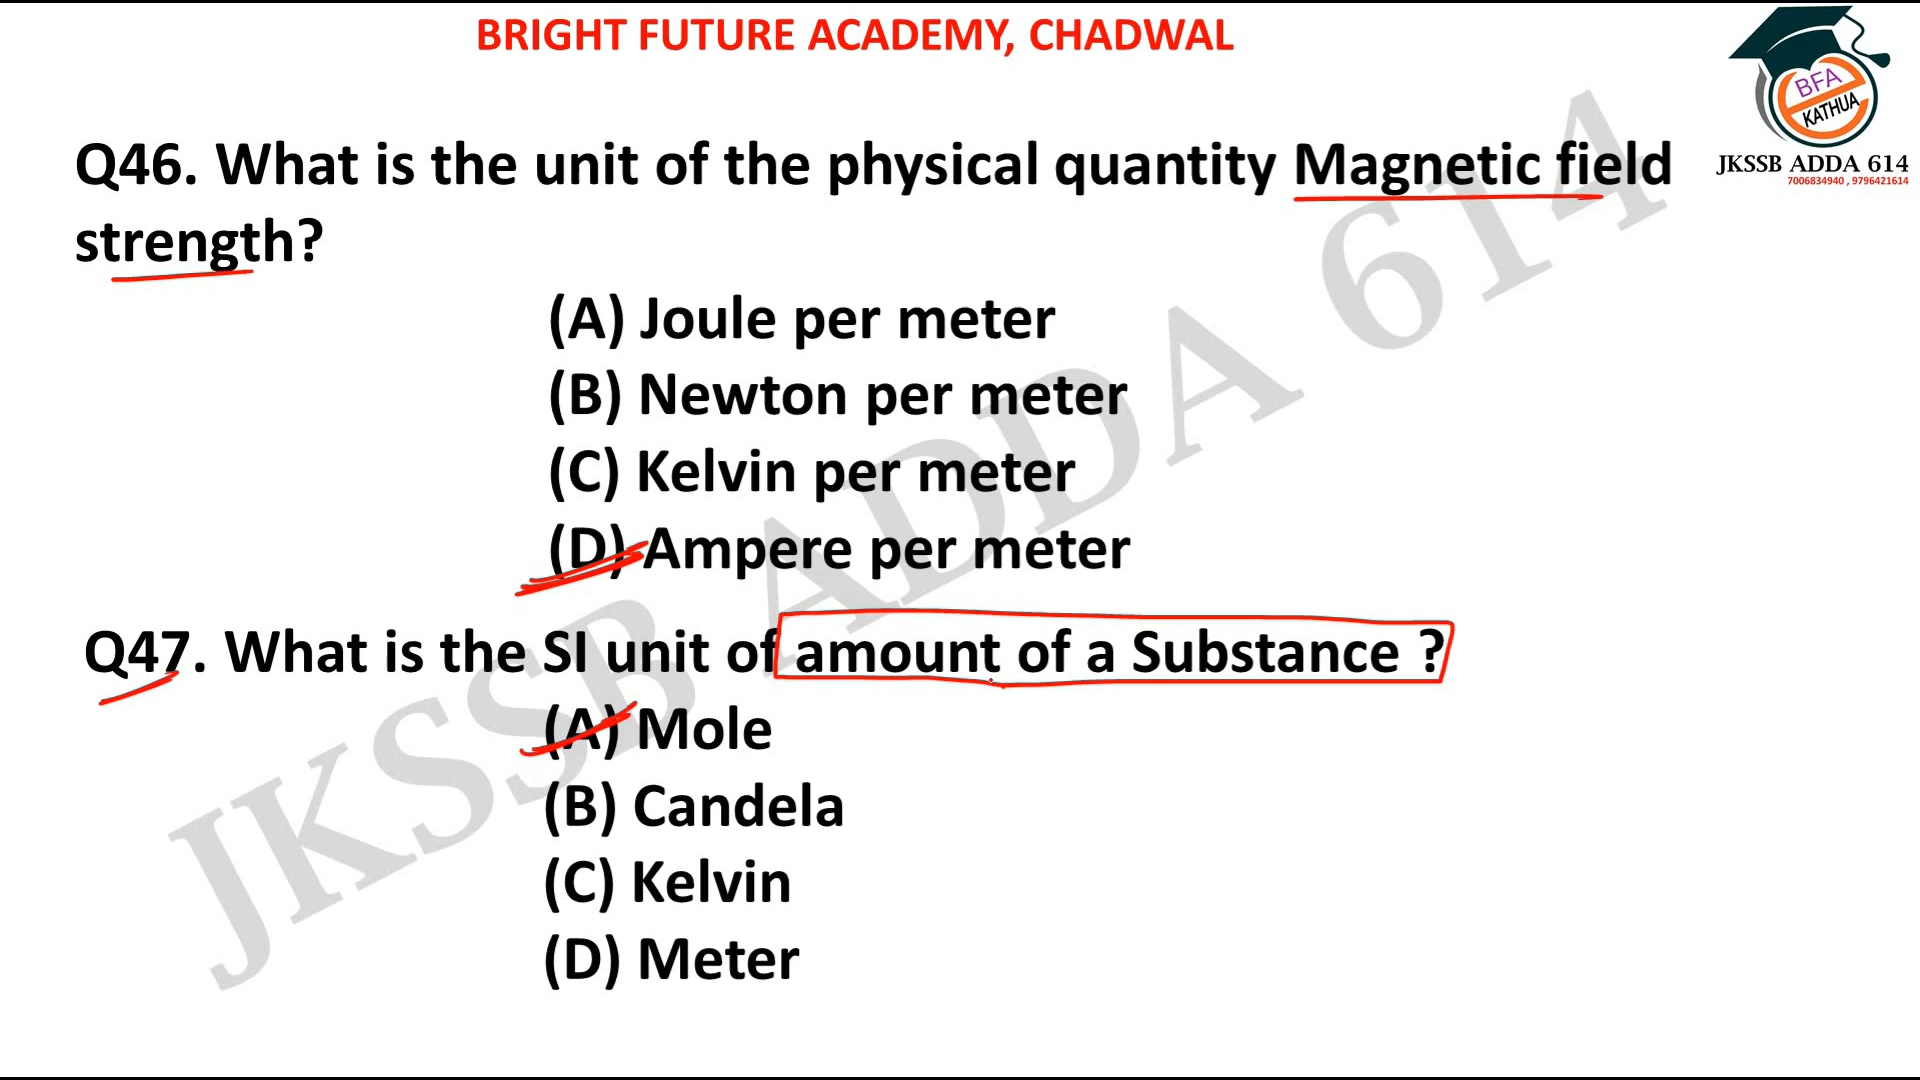 BRIGHT FUTURE ACADEMY, CHADWAL
BFA
KATHUA
JKSSB ADDA 614
7006834940 , 9796421614
Q46. What is the unit of the physical quantity Magnetic field
strength?
(A) Joule per meter
(B) Newton per meter
(C) Kelvin per meter
(D) Ampere per meter
Q47. What is the SI unit of amount of a Substance ?
(A) Mole
(B) Candela
(C) Kelvin
(D) Meter
JKSSB ADDA 614